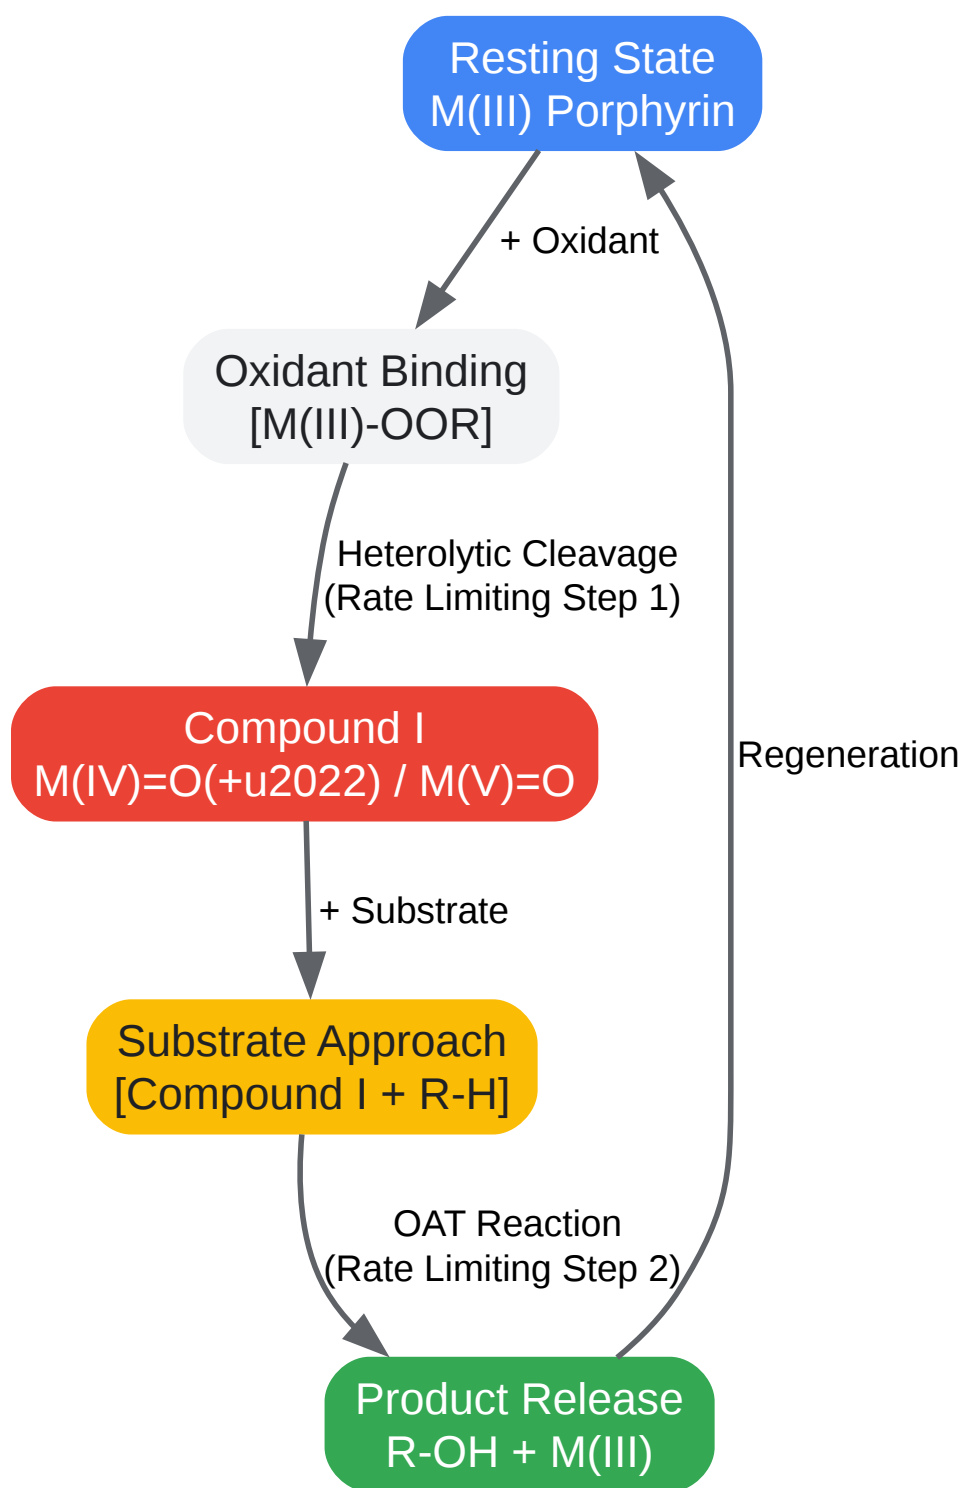 Resting State
M(III) Porphyrin
+ Oxidant
Oxidant Binding
[M(III)-OOR]
Heterolytic Cleavage
(Rate Limiting Step 1)
Compound I
M(IV)=O(+u2022) / M(V)=O
Regeneration
+ Substrate
Substrate Approach
[Compound I + R-H]
OAT Reaction
(Rate Limiting Step 2)
Product Release
R-OH + M(III)